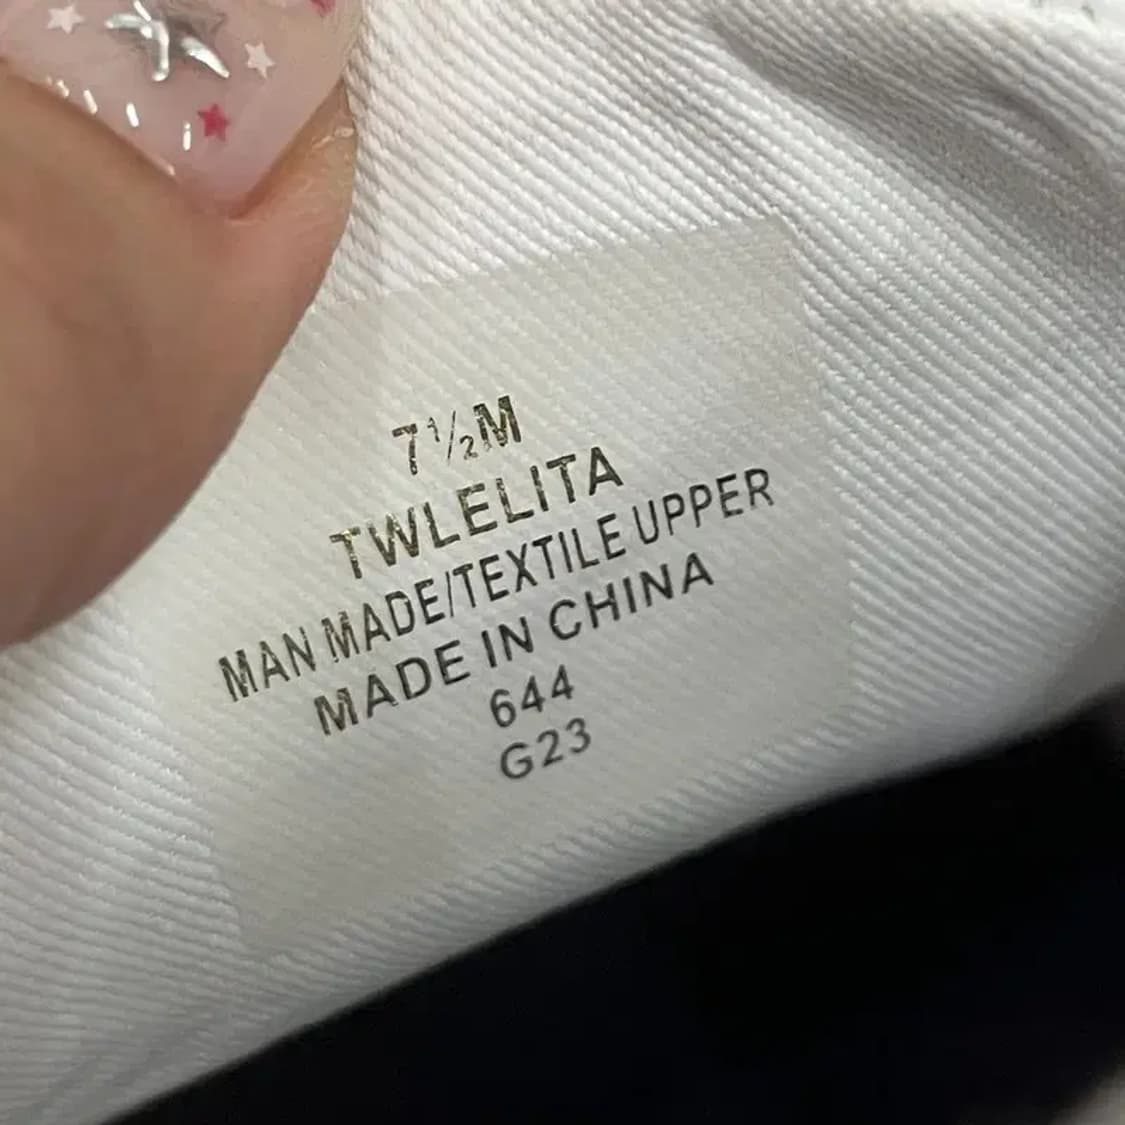 7½M
TWLELITA
MAN MADE/TEXTILE UPPER
MADE IN CHINA
644
G23